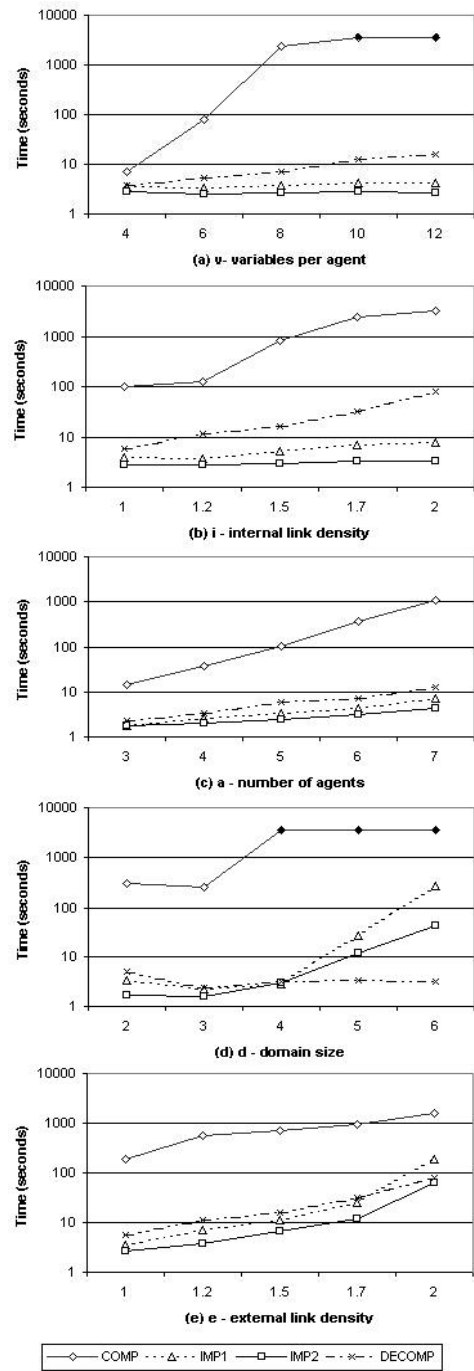 10000
1000
100
10
1
Time (seconds)
4 6 8 10 12
(a) v- variables per agent
10000
1000
100
10
1
Time (seconds)
1 1.2 1.5 1.7 2
(b) i - internal link density
10000
1000
100
10
1
Time (seconds)
3 4 5 6 7
(c) a - number of agents
10000
1000
100
10
1
Time (seconds)
2 3 4 5 6
(d) d - domain size
10000
1000
100
10
1
Time (seconds)
1 1.2 1.5 1.7 2
(e) e - external link density
COMP IMP1 IMP2 DECOMP